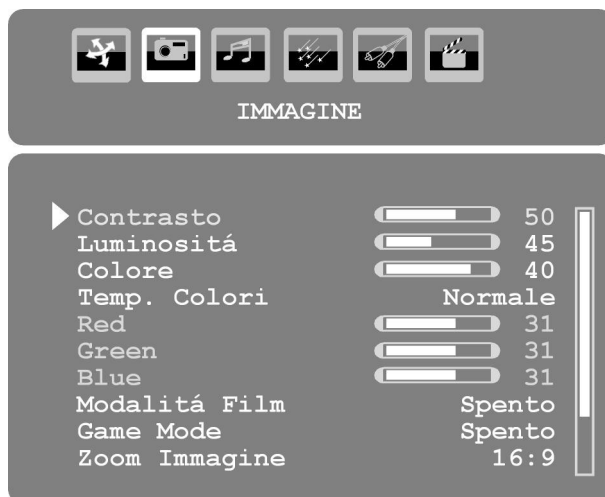 IMMAGINE
Contrasto 50
Luminositá 45
Colore 40
Temp. Colori Normale
Red 31
Green 31
Blue 31
Modalitá Film Spento
Game Mode Spento
Zoom Immagine 16:9